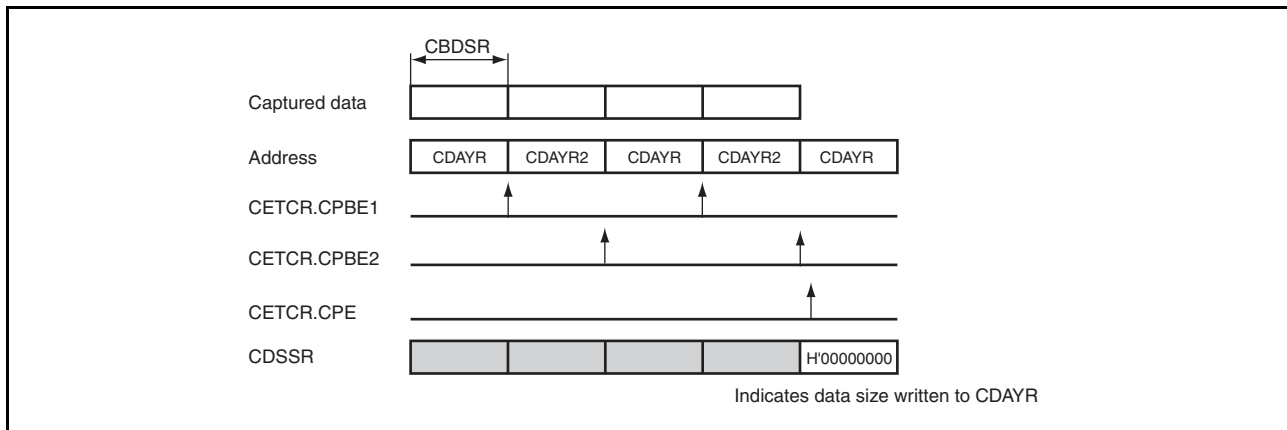 CBDSR
Captured data
Address CDAYR CDAYR2 CDAYR CDAYR2 CDAYR
CETCR.CPBE1
CETCR.CPBE2
CETCR.CPE
CDSSR H'00000000
Indicates data size written to CDAYR